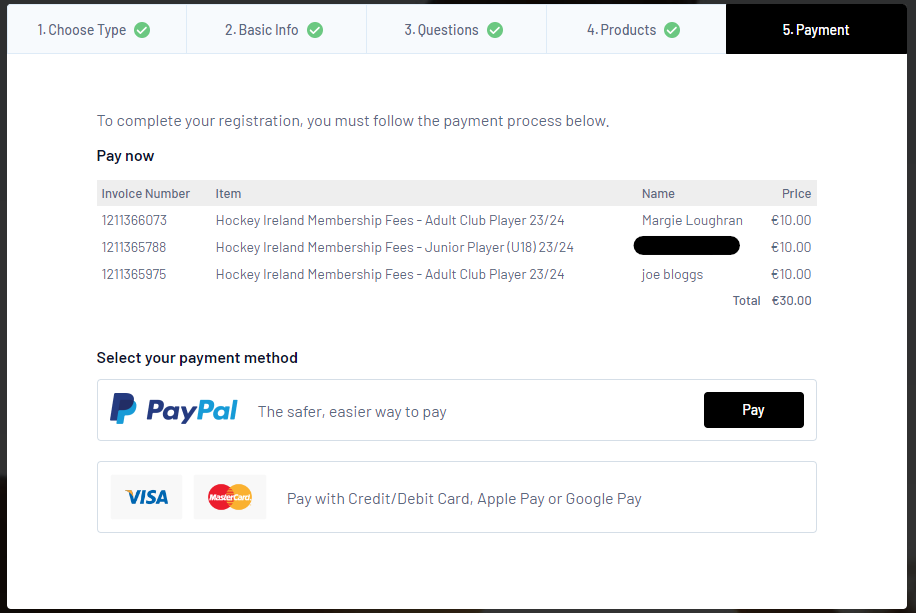 1. Choose Type 2. Basic Info 3. Questions 4. Products 5. Payment
To complete your registration, you must follow the payment process below.
Pay now
Invoice Number Item Name Price
1211366073 Hockey Ireland Membership Fees - Adult Club Player 23/24 Margie Loughran €10.00
1211365788 Hockey Ireland Membership Fees - Junior Player (U18) 23/24 €10.00
1211365975 Hockey Ireland Membership Fees - Adult Club Player 23/24 joe bloggs €10.00
Total €30.00
Select your payment method
PayPal The safer, easier way to pay Pay
VISA MasterCard Pay with Credit/Debit Card, Apple Pay or Google Pay